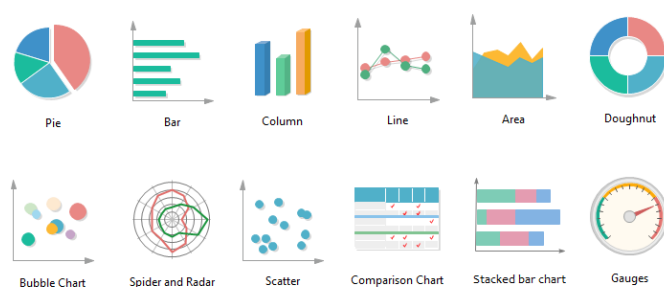 Pie
Bar
Column
Line
Area
Doughnut
Bubble Chart
Spider and Radar
Scatter
Comparison Chart
Stacked bar chart
Gauges